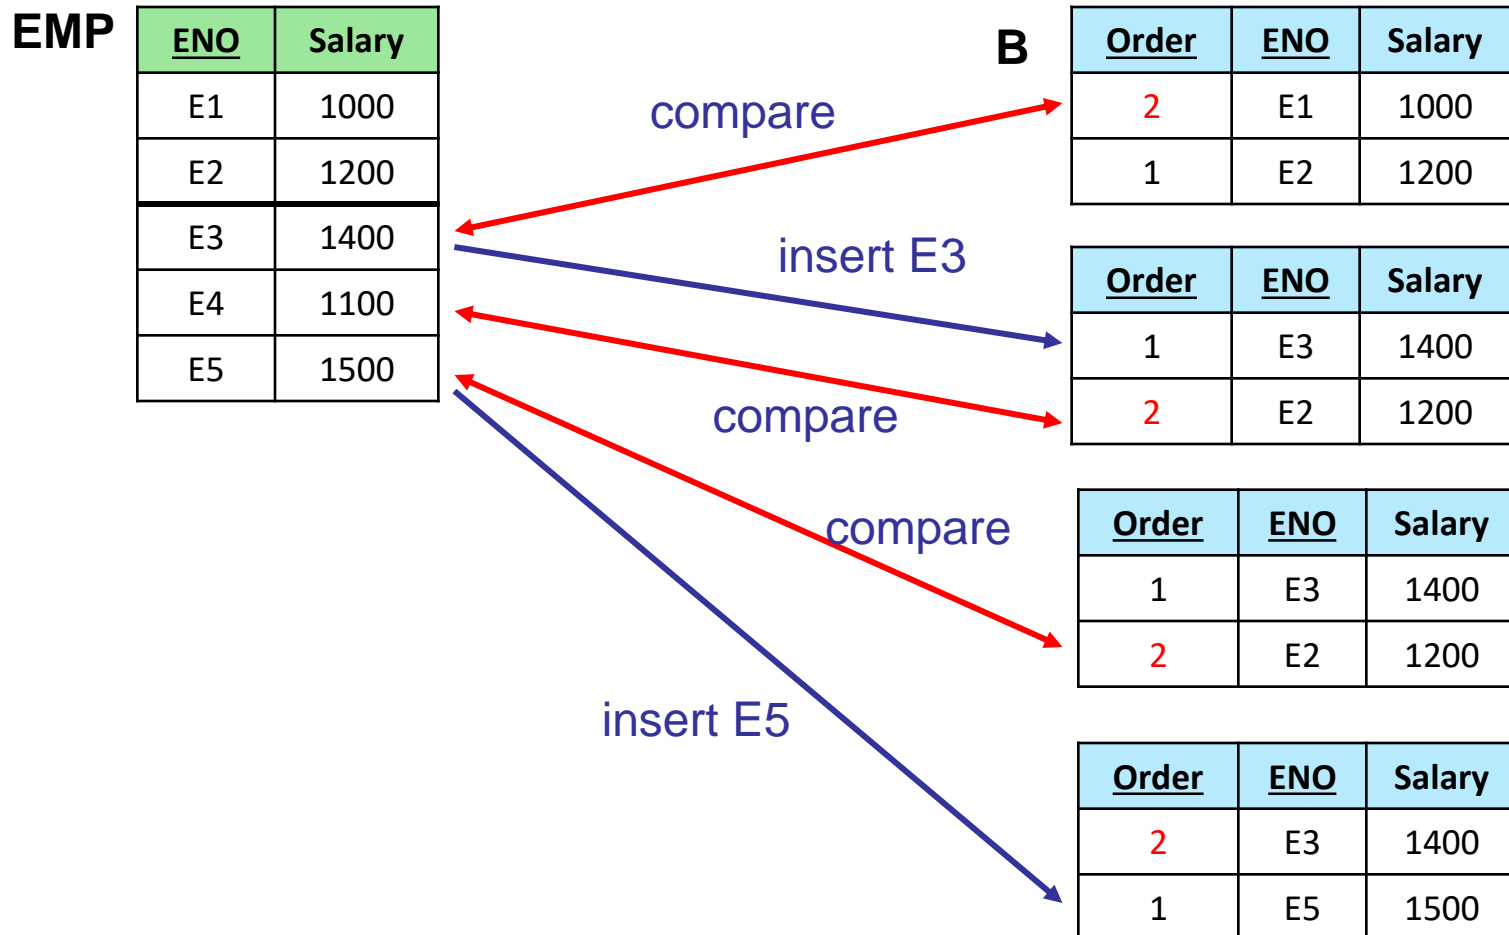 EMP
ENO Salary
E1 1000
E2 1200
E3 1400
E4 1100
E5 1500
compare
insert E3
compare
compare
insert E5
B
Order ENO Salary
2 E1 1000
1 E2 1200
Order ENO Salary
1 E3 1400
2 E2 1200
Order ENO Salary
1 E3 1400
2 E2 1200
Order ENO Salary
2 E3 1400
1 E5 1500